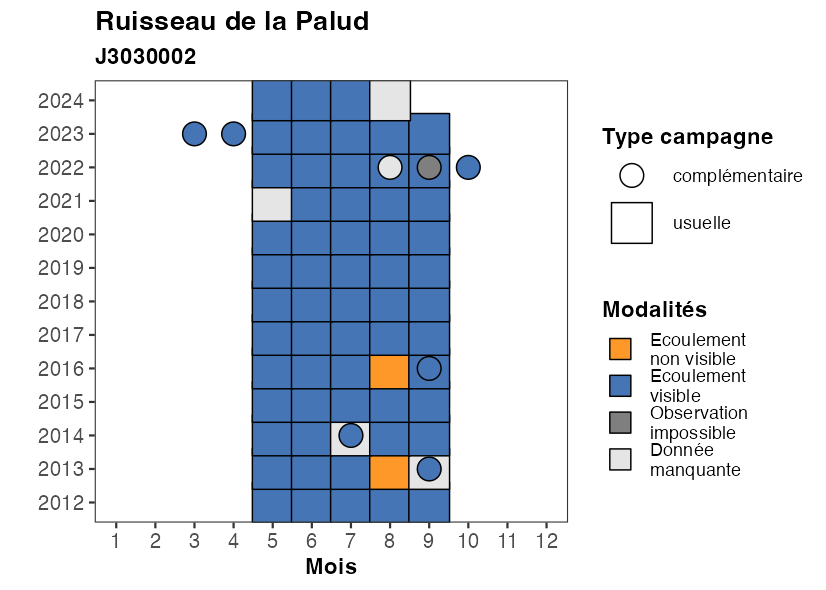 Ruisseau de la Palud
J3030002
2024
2023
2022
2021
2020
2019
2018
2017
2016
2015
2014
2013
2012
1 2 3 4 5 6 7 8 9 10 11 12
Mois
Type campagne
complémentaire
usuelle
Modalités
Ecoulement
non visible
Ecoulement
visible
Observation
impossible
Donnée
manquante